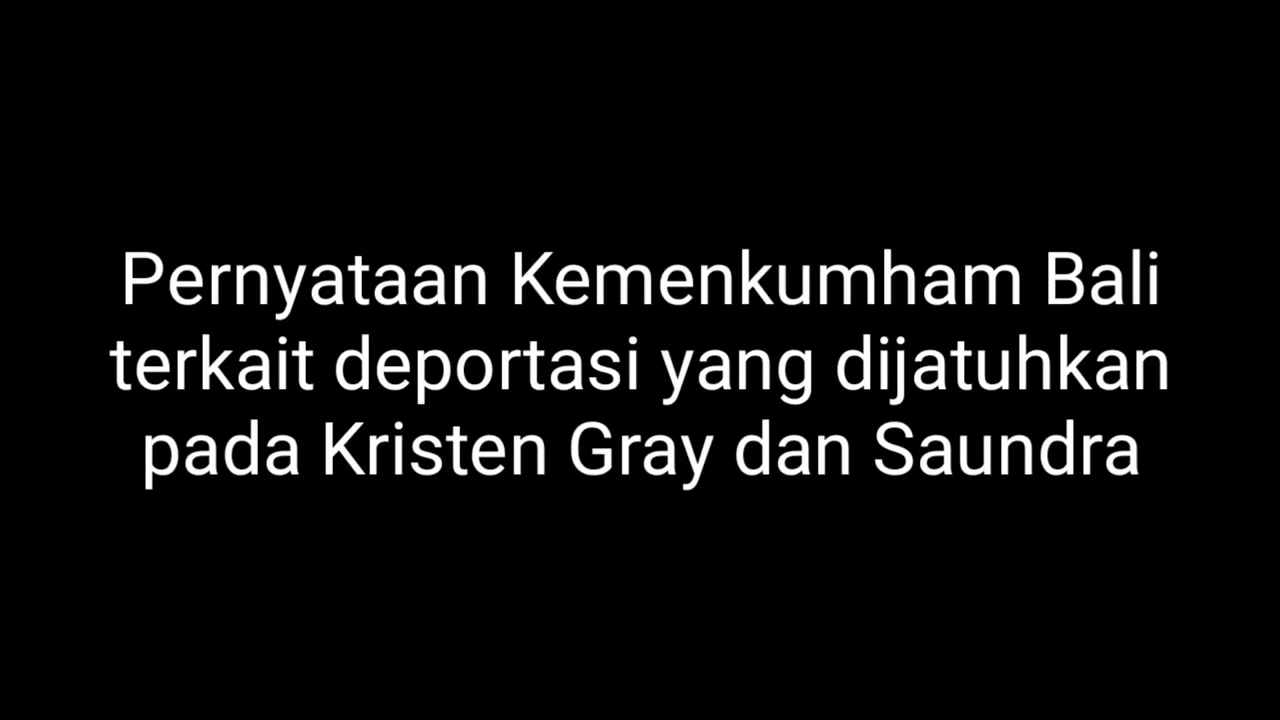 Pernyataan Kemenkumham Bali
terkait deportasi yang dijatuhkan
pada Kristen Gray dan Saundra